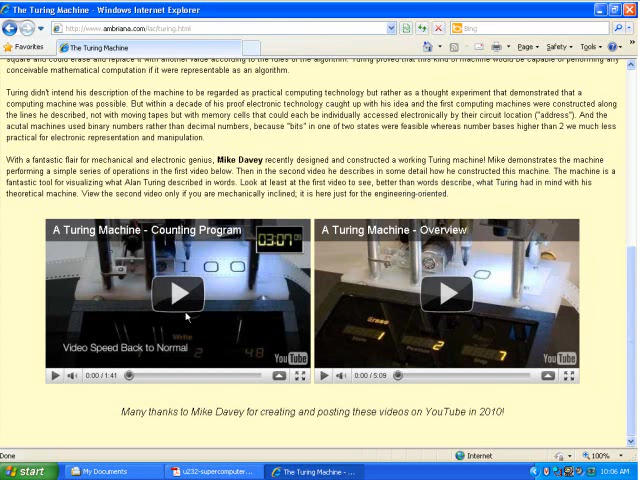 The Turing Machine - Windows Internet Explorer
http://www.ambriana.com/iac/turing.html
Bing
Favorites
The Turing Machine
Page
Safety
Tools
square and could erase and replace it with another value according to the rules of the algorithm. Turing proved that this kind of machine would be capable of performing any
conceivable mathematical computation if it were representable as an algorithm.
Turing didn't intend his description of the machine to be regarded as practical computing technology but rather as a thought experiment that demonstrated that a
computing machine was possible. But within a decade of his proof electronic technology caught up with his idea and the first computing machines were constructed along
the lines he described, not with moving tapes but with memory cells that could each be individually accessed electronically by their circuit location ("address"). And the
acutal machines used binary numbers rather than decimal numbers, because "bits" in one of two states were feasible whereas number bases higher than 2 we much less
practical for electronic representation and manipulation.
With a fantastic flair for mechanical and electronic genius, Mike Davey recently designed and constructed a working Turing machine! Mike demonstrates the machine
performing a simple series of operations in the first video below. Then in the second video he describes in some detail how he constructed this machine. The machine is a
fantastic tool for visualizing what Alan Turing described in words. Look at least at the first video to see, better than words describe, what Turing had in mind with his
theoretical machine. View the second video only if you are mechanically inclined; it is here just for the engineering-oriented.
A Turing Machine - Counting Program
03:07
100
Video Speed Back to Normal
Write
2 48
YouTube
0:00 / 1:41
A Turing Machine - Overview
0
Erase
2
7
YouTube
0:00 / 5:09
Many thanks to Mike Davey for creating and posting these videos on YouTube in 2010!
Done
Internet
100%
start
My Documents
u232-supercomputer...
The Turing Machine - ...
10:06 AM